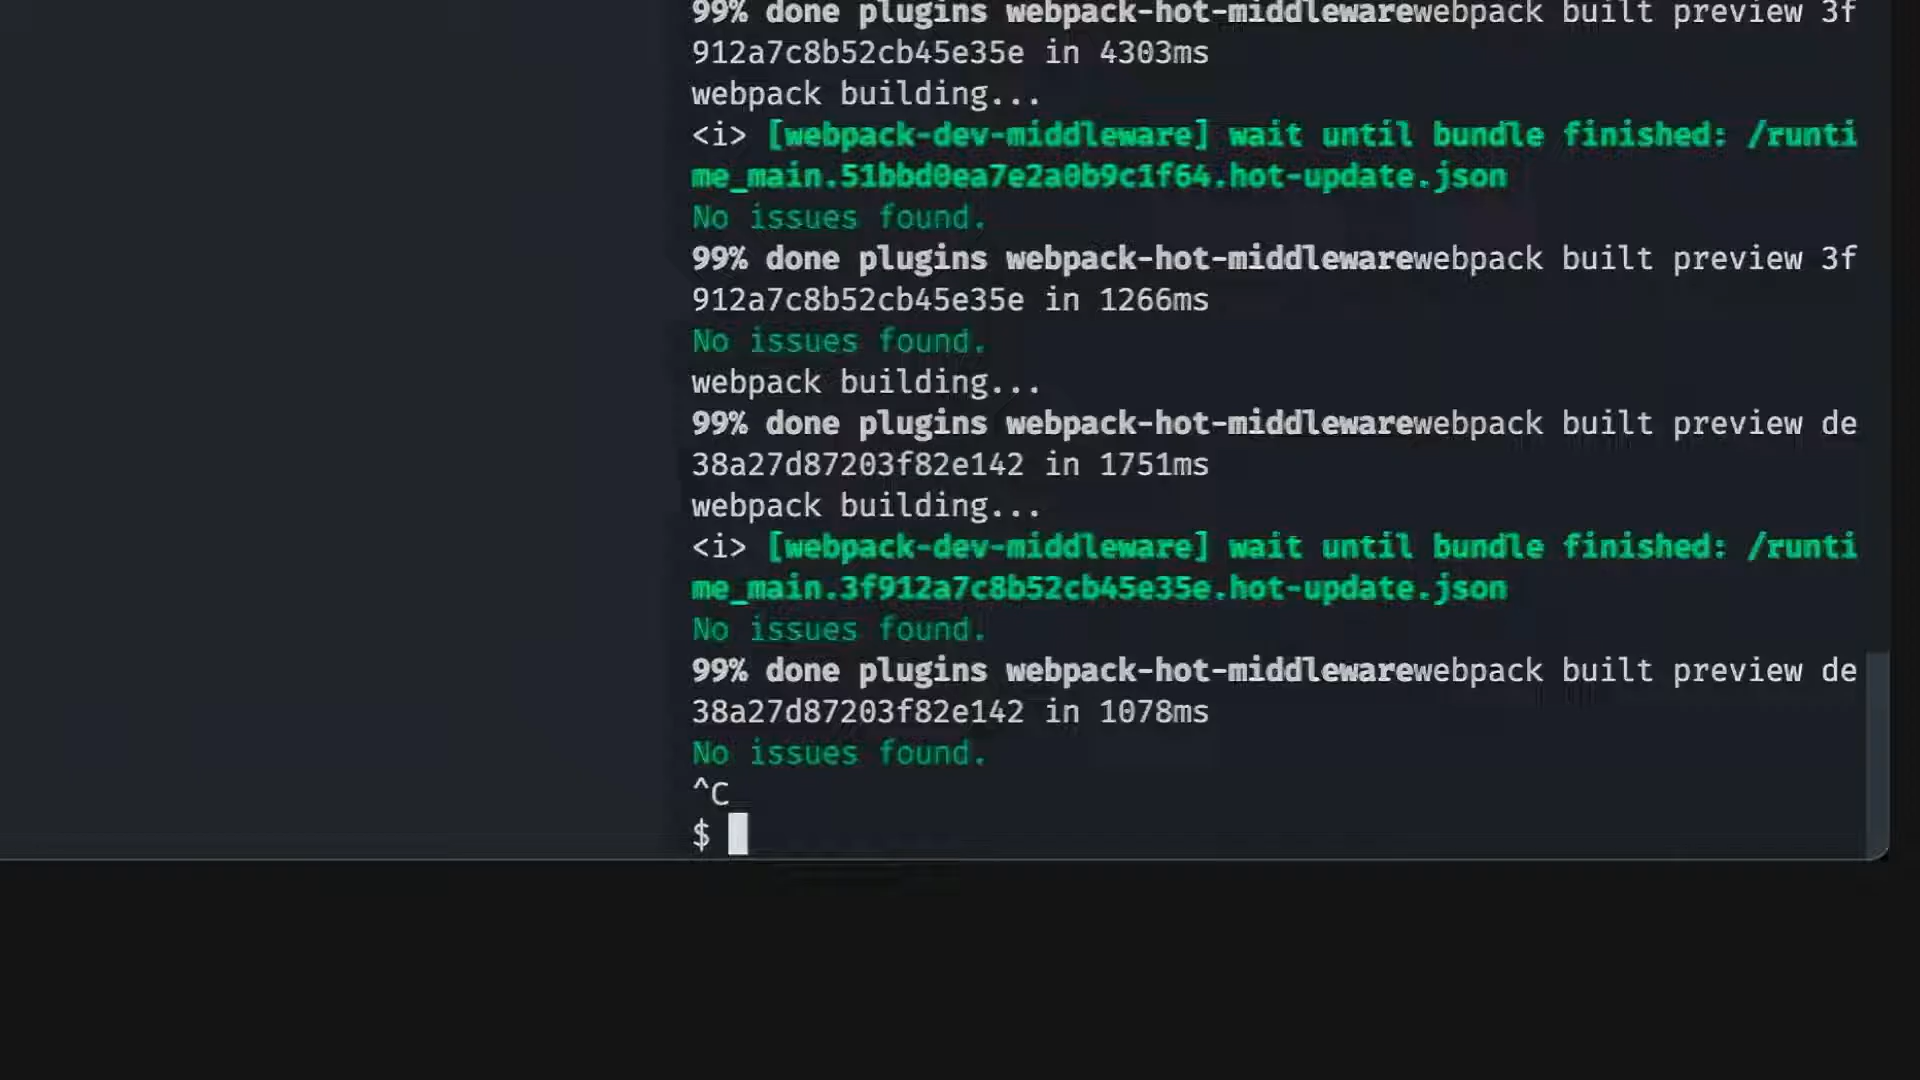 99% done plugins webpack-hot-middlewarewebpack built preview 3f
912a7c8b52cb45e35e in 4303ms
webpack building...
<i> [webpack-dev-middleware] wait until bundle finished: /runti
me_main.51bbd0ea7e2a0b9c1f64.hot-update.json
No issues found.
99% done plugins webpack-hot-middlewarewebpack built preview 3f
912a7c8b52cb45e35e in 1266ms
No issues found.
webpack building...
99% done plugins webpack-hot-middlewarewebpack built preview de
38a27d87203f82e142 in 1751ms
webpack building...
<i> [webpack-dev-middleware] wait until bundle finished: /runti
me_main.3f912a7c8b52cb45e35e.hot-update.json
No issues found.
99% done plugins webpack-hot-middlewarewebpack built preview de
38a27d87203f82e142 in 1078ms
No issues found.
^C
$